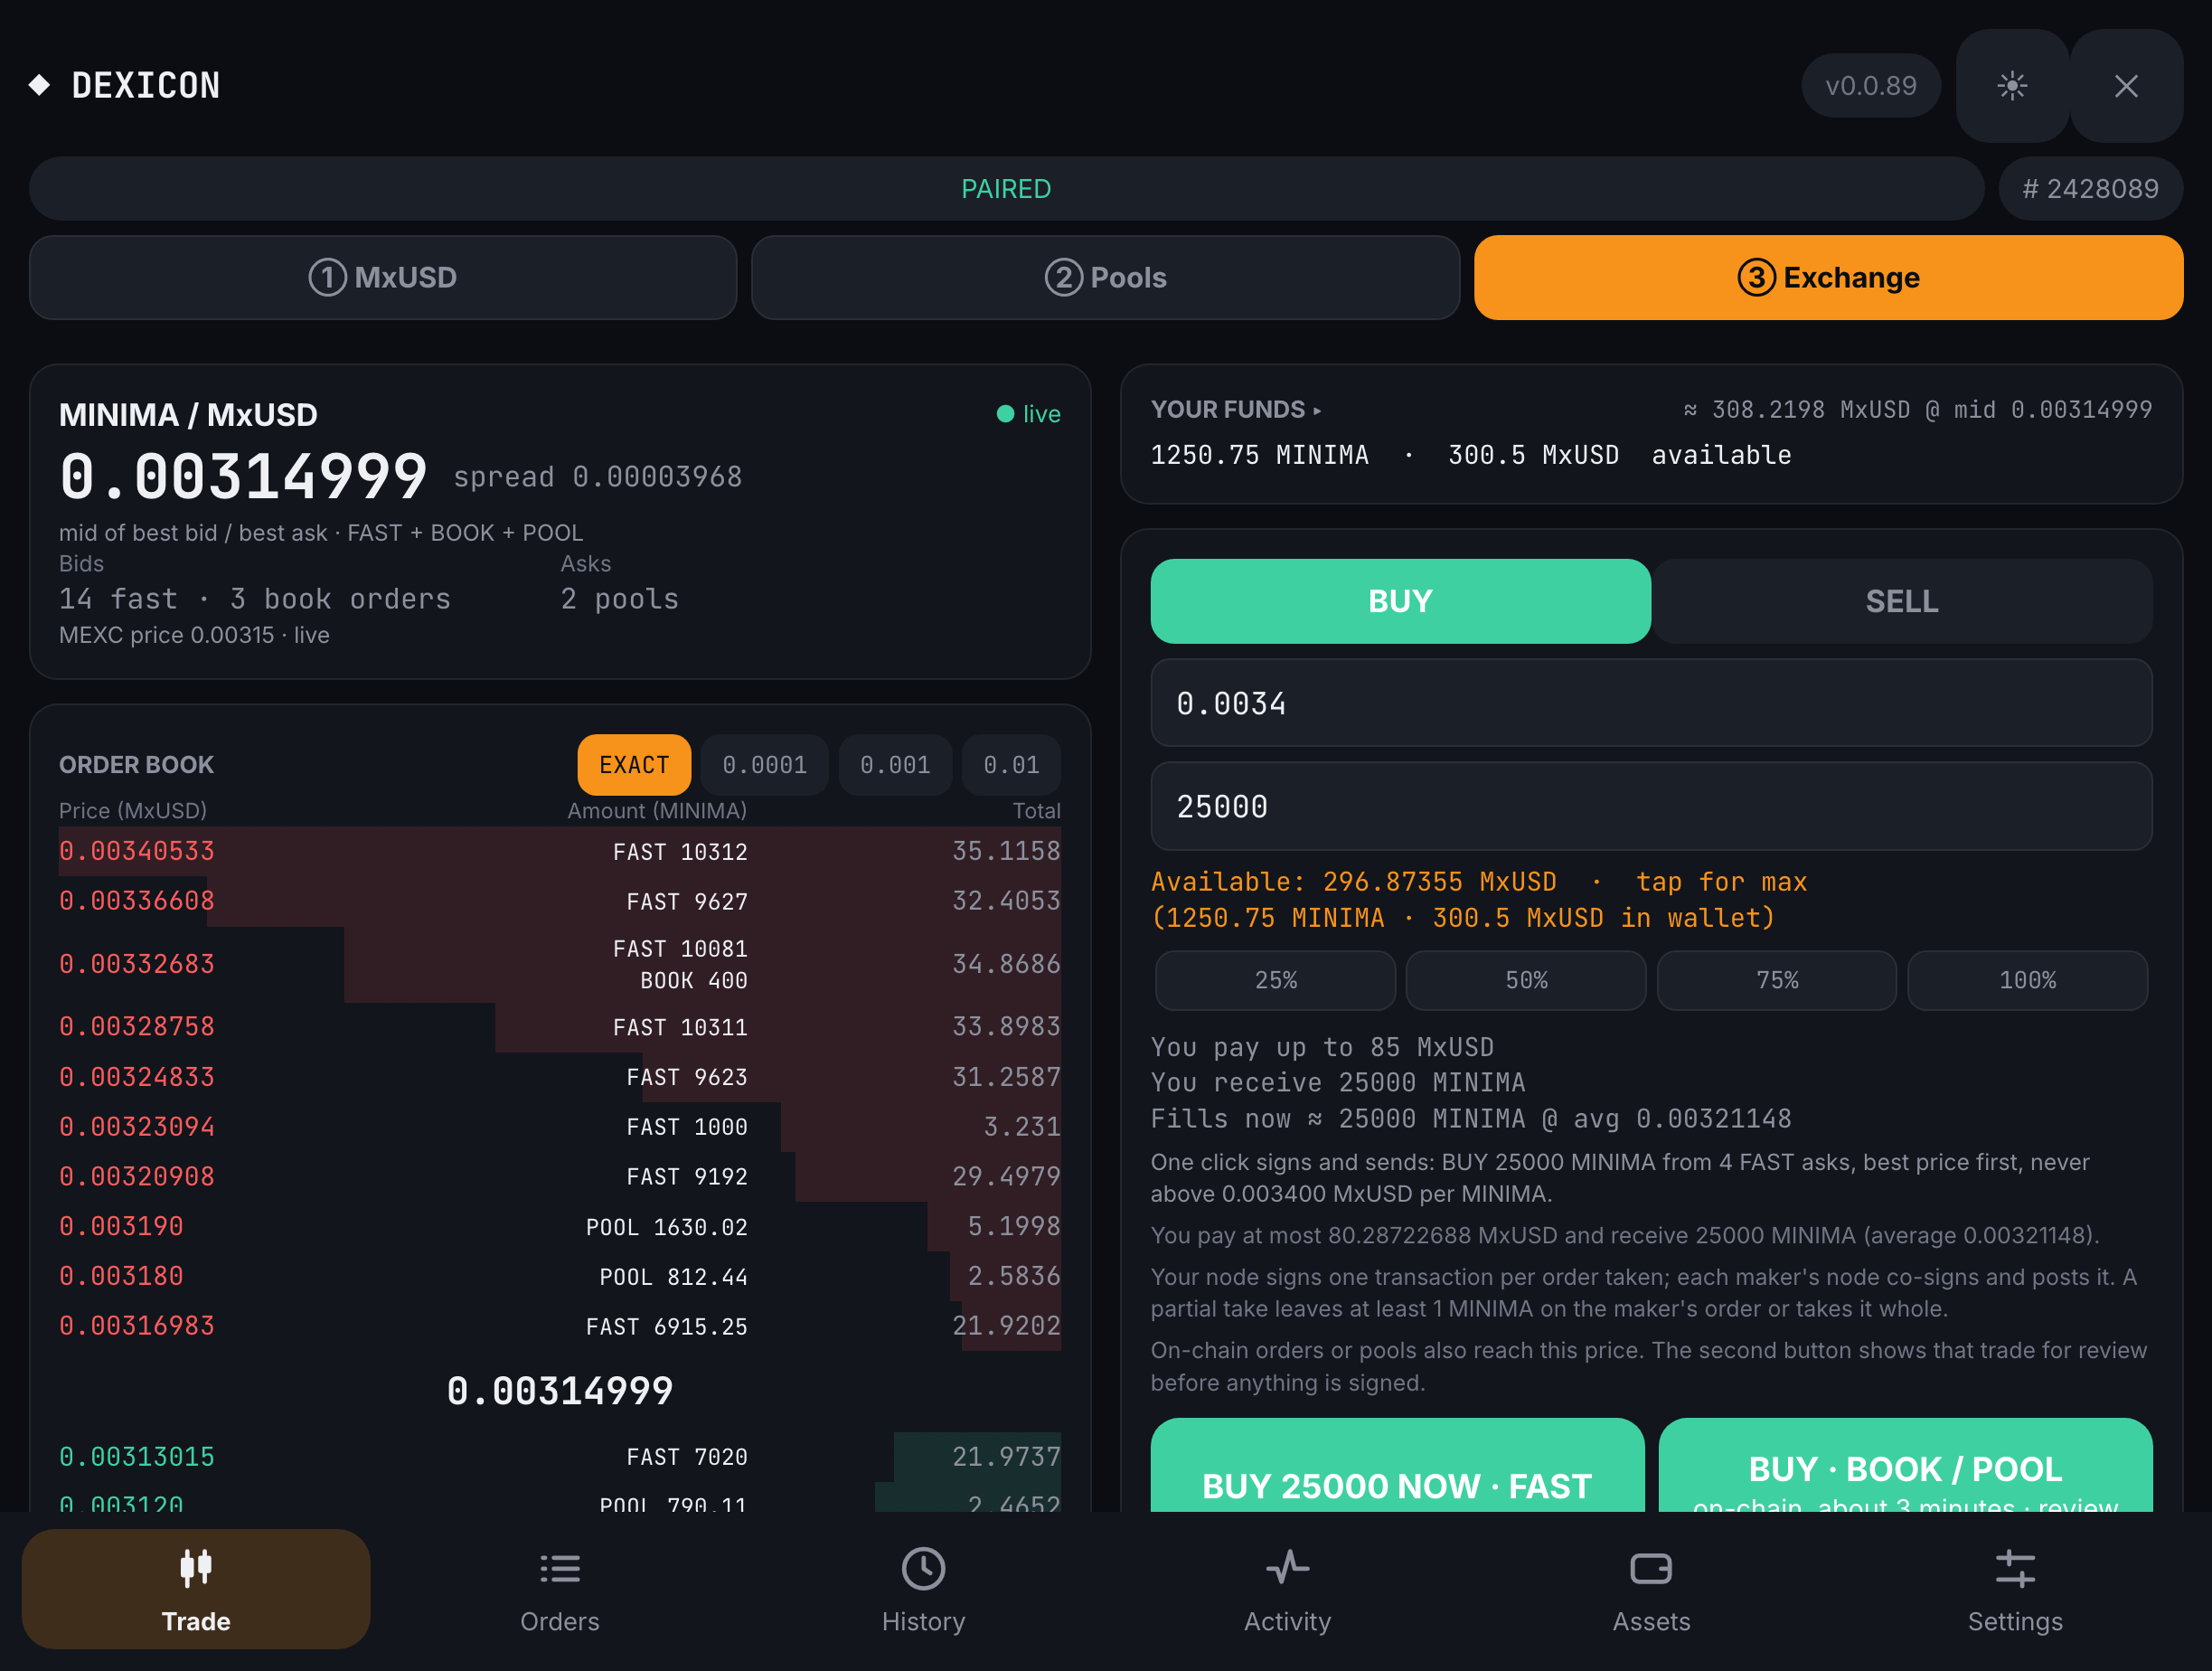 ◆ DEXICON
v0.0.89
PAIRED
# 2428089
① MxUSD
② Pools
③ Exchange
MINIMA / MxUSD
live
0.00314999 spread 0.00003968
mid of best bid / best ask · FAST + BOOK + POOL
Bids Asks
14 fast · 3 book orders 2 pools
MEXC price 0.00315 · live
ORDER BOOK EXACT 0.0001 0.001 0.01
Price (MxUSD) Amount (MINIMA) Total
0.00340533 FAST 10312 35.1158
0.00336608 FAST 9627 32.4053
0.00332683 FAST 10081 34.8686
BOOK 400
0.00328758 FAST 10311 33.8983
0.00324833 FAST 9623 31.2587
0.00323094 FAST 1000 3.231
0.00320908 FAST 9192 29.4979
0.003190 POOL 1630.02 5.1998
0.003180 POOL 812.44 2.5836
0.00316983 FAST 6915.25 21.9202
0.00314999
0.00313015 FAST 7020 21.9737
0.003120 POOL 790.11 2.4652
YOUR FUNDS ▸ ≈ 308.2198 MxUSD @ mid 0.00314999
1250.75 MINIMA · 300.5 MxUSD available
BUY
SELL
0.0034
25000
Available: 296.87355 MxUSD · tap for max
(1250.75 MINIMA · 300.5 MxUSD in wallet)
25% 50% 75% 100%
You pay up to 85 MxUSD
You receive 25000 MINIMA
Fills now ≈ 25000 MINIMA @ avg 0.00321148
One click signs and sends: BUY 25000 MINIMA from 4 FAST asks, best price first, never
above 0.003400 MxUSD per MINIMA.
You pay at most 80.28722688 MxUSD and receive 25000 MINIMA (average 0.00321148).
Your node signs one transaction per order taken; each maker's node co-signs and posts it. A
partial take leaves at least 1 MINIMA on the maker's order or takes it whole.
On-chain orders or pools also reach this price. The second button shows that trade for review
before anything is signed.
BUY 25000 NOW · FAST
BUY · BOOK / POOL
on-chain, about 3 minutes · review
Trade
Orders
History
Activity
Assets
Settings